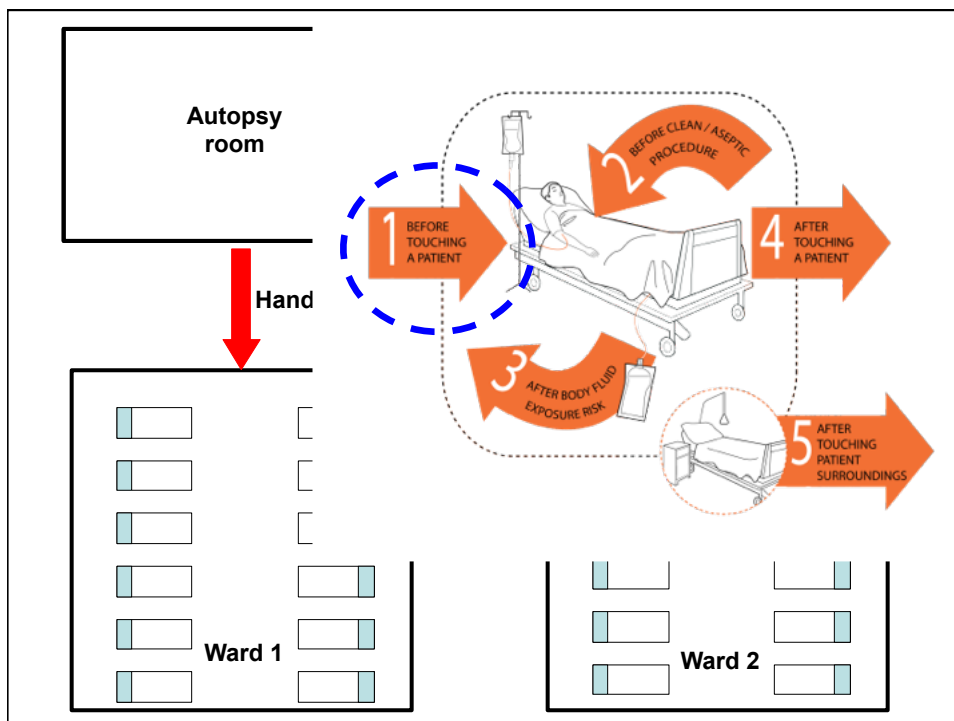 Autopsy
room
2
BEFORE CLEAN / ASEPTIC
PROCEDURE
1
BEFORE
TOUCHING
A PATIENT
4
AFTER
TOUCHING
A PATIENT
Hand
3
AFTER BODY FLUID
EXPOSURE RISK
5
AFTER
TOUCHING
PATIENT
SURROUNDINGS
Ward 1
Ward 2